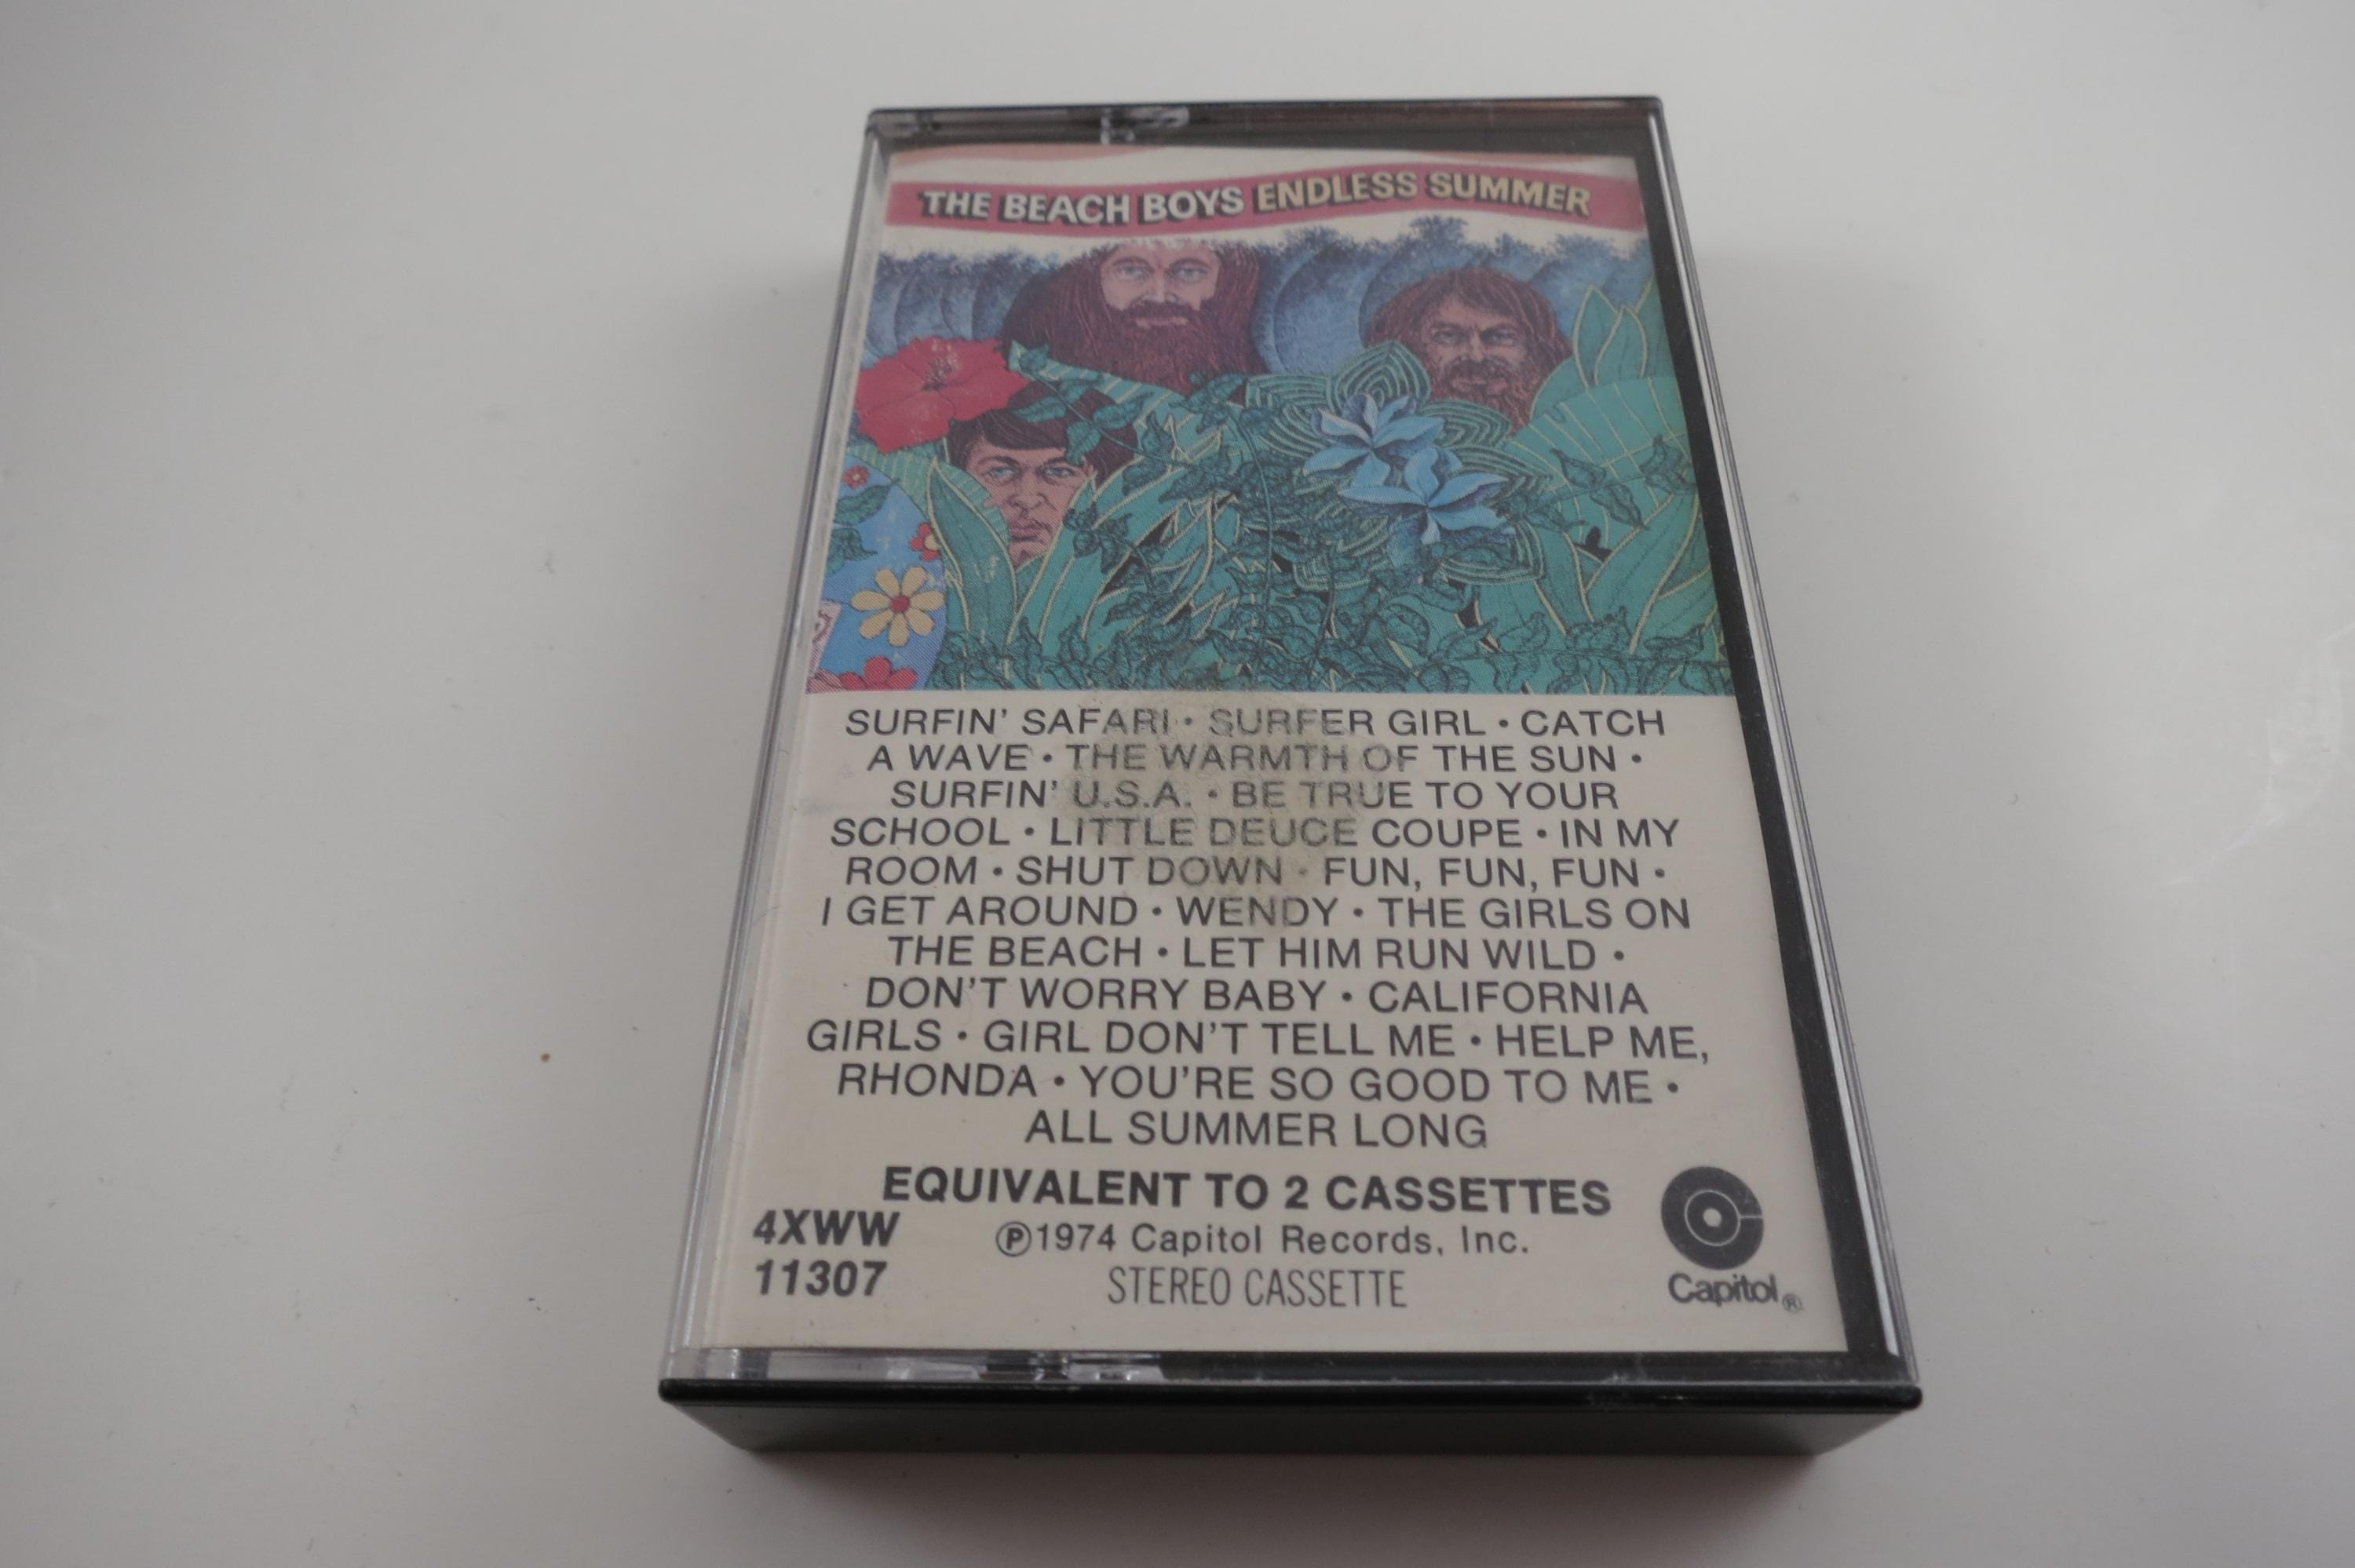 THE BEACH BOYS ENDLESS SUMMER
SURFIN' SAFARI • SURFER GIRL • CATCH
A WAVE • THE WARMTH OF THE SUN •
SURFIN' U.S.A. • BE TRUE TO YOUR
SCHOOL • LITTLE DEUCE COUPE • IN MY
ROOM • SHUT DOWN • FUN, FUN, FUN •
I GET AROUND • WENDY • THE GIRLS ON
THE BEACH • LET HIM RUN WILD •
DON'T WORRY BABY • CALIFORNIA
GIRLS • GIRL DON'T TELL ME • HELP ME,
RHONDA • YOU'RE SO GOOD TO ME •
ALL SUMMER LONG
EQUIVALENT TO 2 CASSETTES
4XWW
11307
℗1974 Capitol Records, Inc.
STEREO CASSETTE
Capitol®